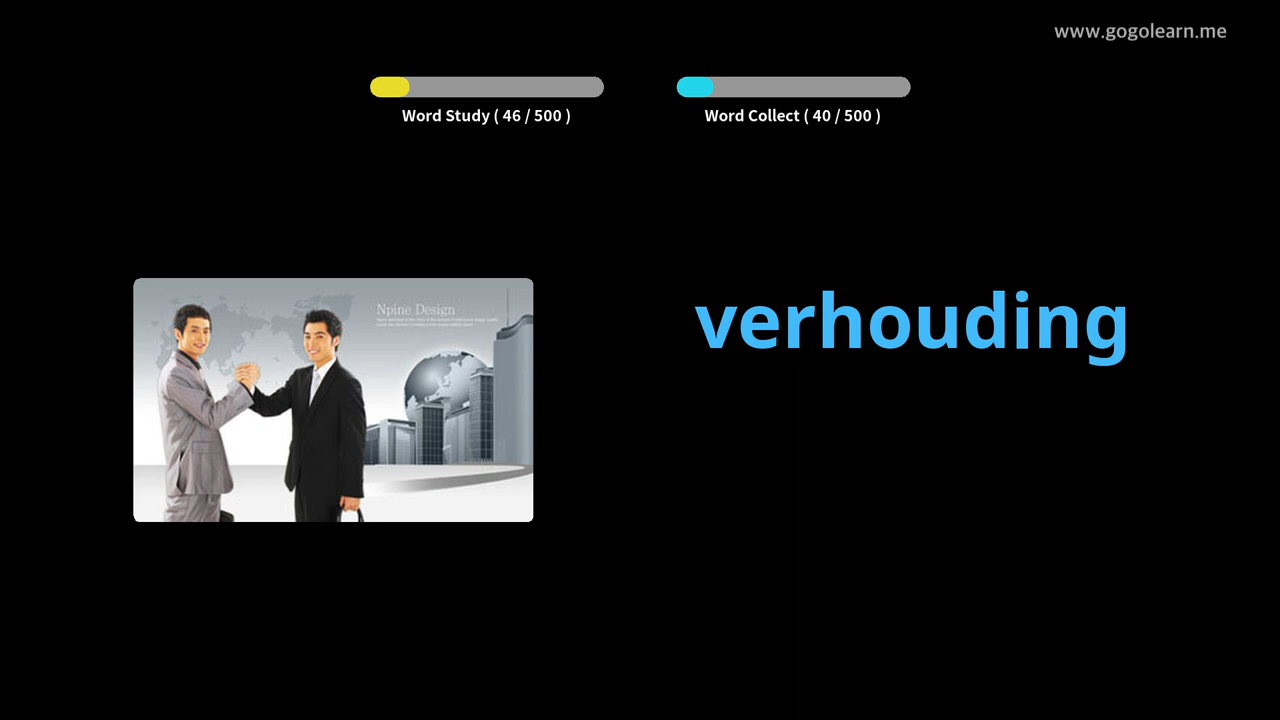 www.gogolearn.me
Word Study ( 46 / 500 )
Word Collect ( 40 / 500 )
Npine Design
verhouding